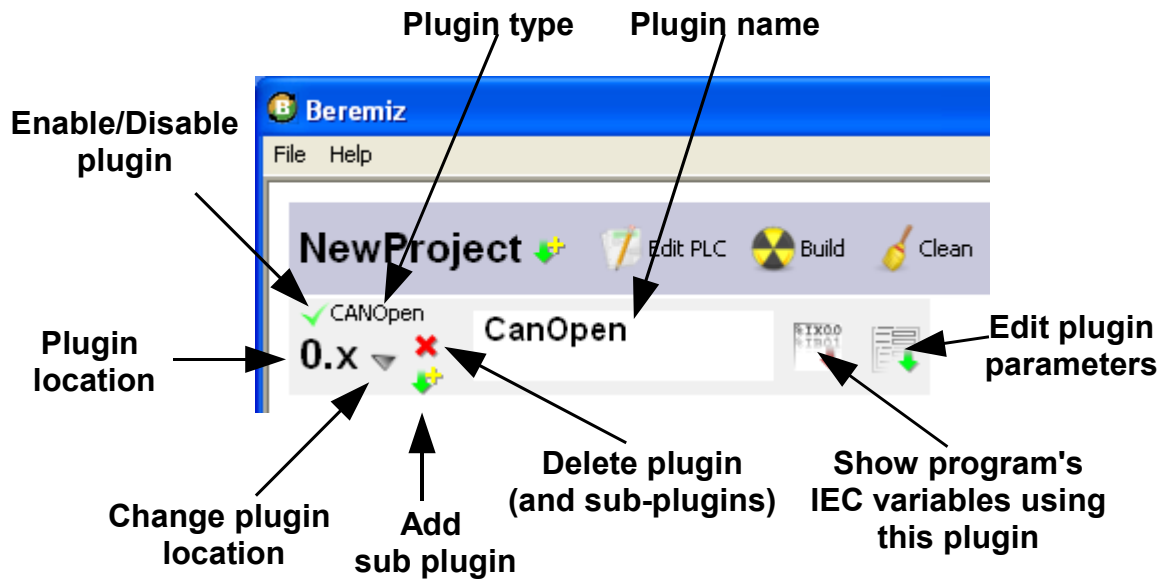 Plugin type Plugin name
Enable/Disable
plugin
Beremiz
File Help
NewProject Edit PLC Build Clean
CANOpen
0.x CanOpen
Plugin
location
Edit plugin
parameters
Change plugin
location
Add
sub plugin
Delete plugin
(and sub-plugins)
Show program's
IEC variables using
this plugin